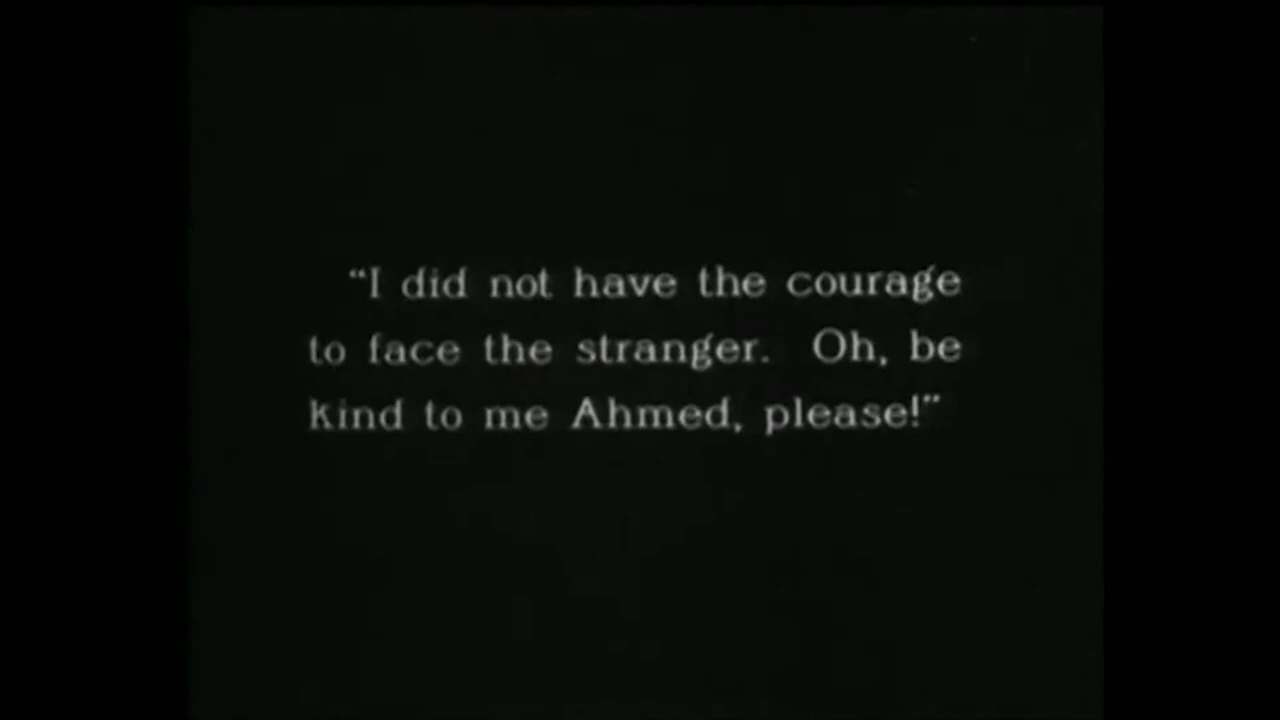 “I did not have the courage
to face the stranger. Oh, be
kind to me Ahmed, please!”